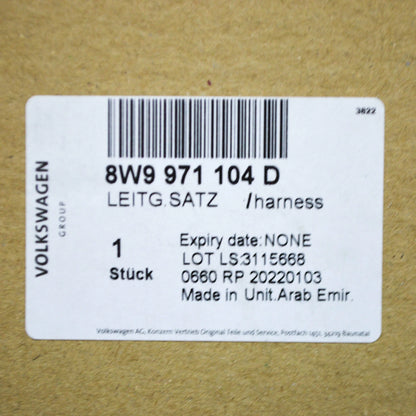 3622
8W9 971 104 D
LEITG.SATZ /harness
VOLKSWAGEN
GROUP
1
Stück
Expiry date:NONE
LOT LS:3115668
0660 RP 20220103
Made in Unit.Arab Emir.
Volkswagen AG, Konzern Vertrieb Original Teile und Service, Postfach 1451, 34219 Baunatal